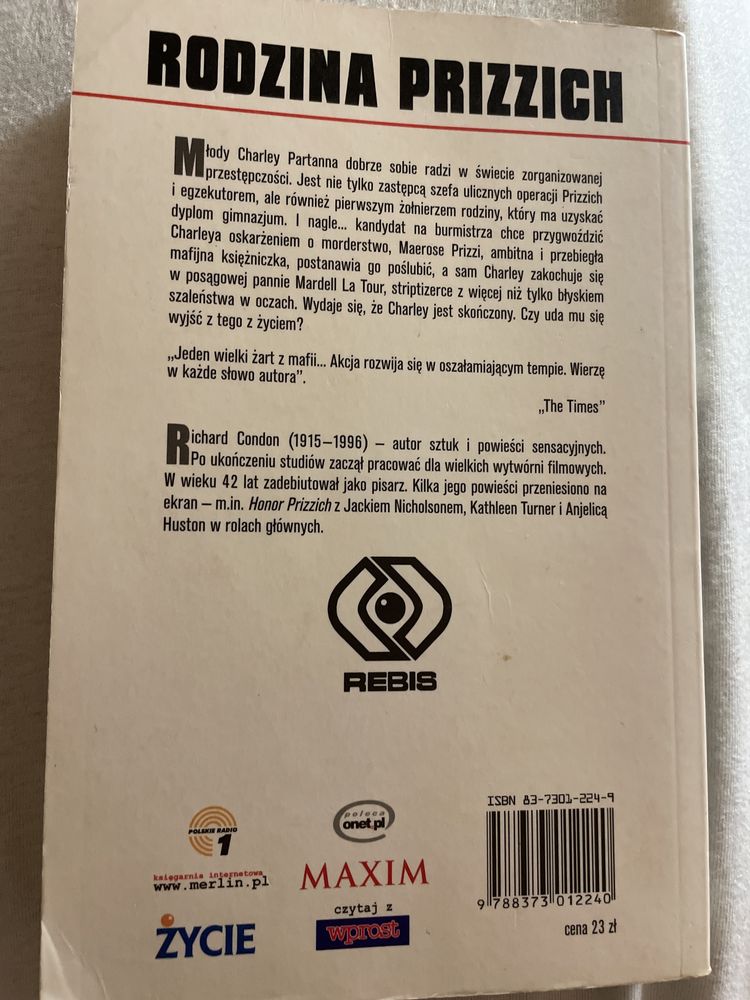 RODZINA PRIZZICH
Młody Charley Partanna dobrze sobie radzi w świecie zorganizowanej
przestępczości. Jest nie tylko zastępcą szefa ulicznych operacji Prizzich
i egzekutorem, ale również pierwszym żołnierzem rodziny, który ma uzyskać
dyplom gimnazjum. I nagle... kandydat na burmistrza chce przygwoździć
Charleya oskarżeniem o morderstwo, Maerose Prizzi, ambitna i przebiegła
mafijna księżniczka, postanawia go poślubić, a sam Charley zakochuje się
w posągowej pannie Mardell La Tour, striptizerce z więcej niż tylko błyskiem
szaleństwa w oczach. Wydaje się, że Charley jest skończony. Czy uda mu się
wyjść z tego z życiem?
„Jeden wielki żart z mafii... Akcja rozwija się w oszałamiającym tempie. Wierzę
w każde słowo autora”.
„The Times”
Richard Condon (1915–1996) – autor sztuk i powieści sensacyjnych.
Po ukończeniu studiów zaczął pracować dla wielkich wytwórni filmowych.
W wieku 42 lat zadebiutował jako pisarz. Kilka jego powieści przeniesiono na
ekran – m.in. Honor Prizzich z Jackiem Nicholsonem, Kathleen Turner i Anjelicą
Huston w rolach głównych.
REBIS
POLSKIE RADIO
1
księgarnia internetowa
www.merlin.pl
ŻYCIE
poleca
onet.pl
MAXIM
czytaj z
wprost
ISBN 83-7301-224-9
9 788373 012240
cena 23 zł